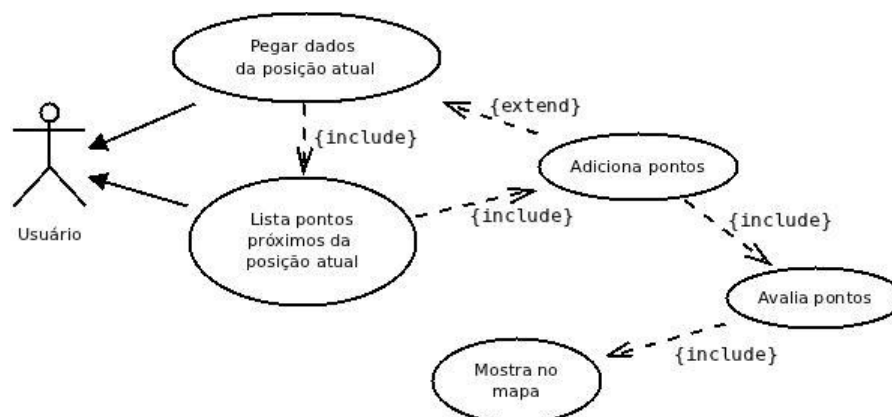 Pegar dados
da posição atual
{extend}
{include}
Adiciona pontos
Usuário
Lista pontos
próximos da
posição atual
{include}
{include}
Avalia pontos
{include}
Mostra no
mapa